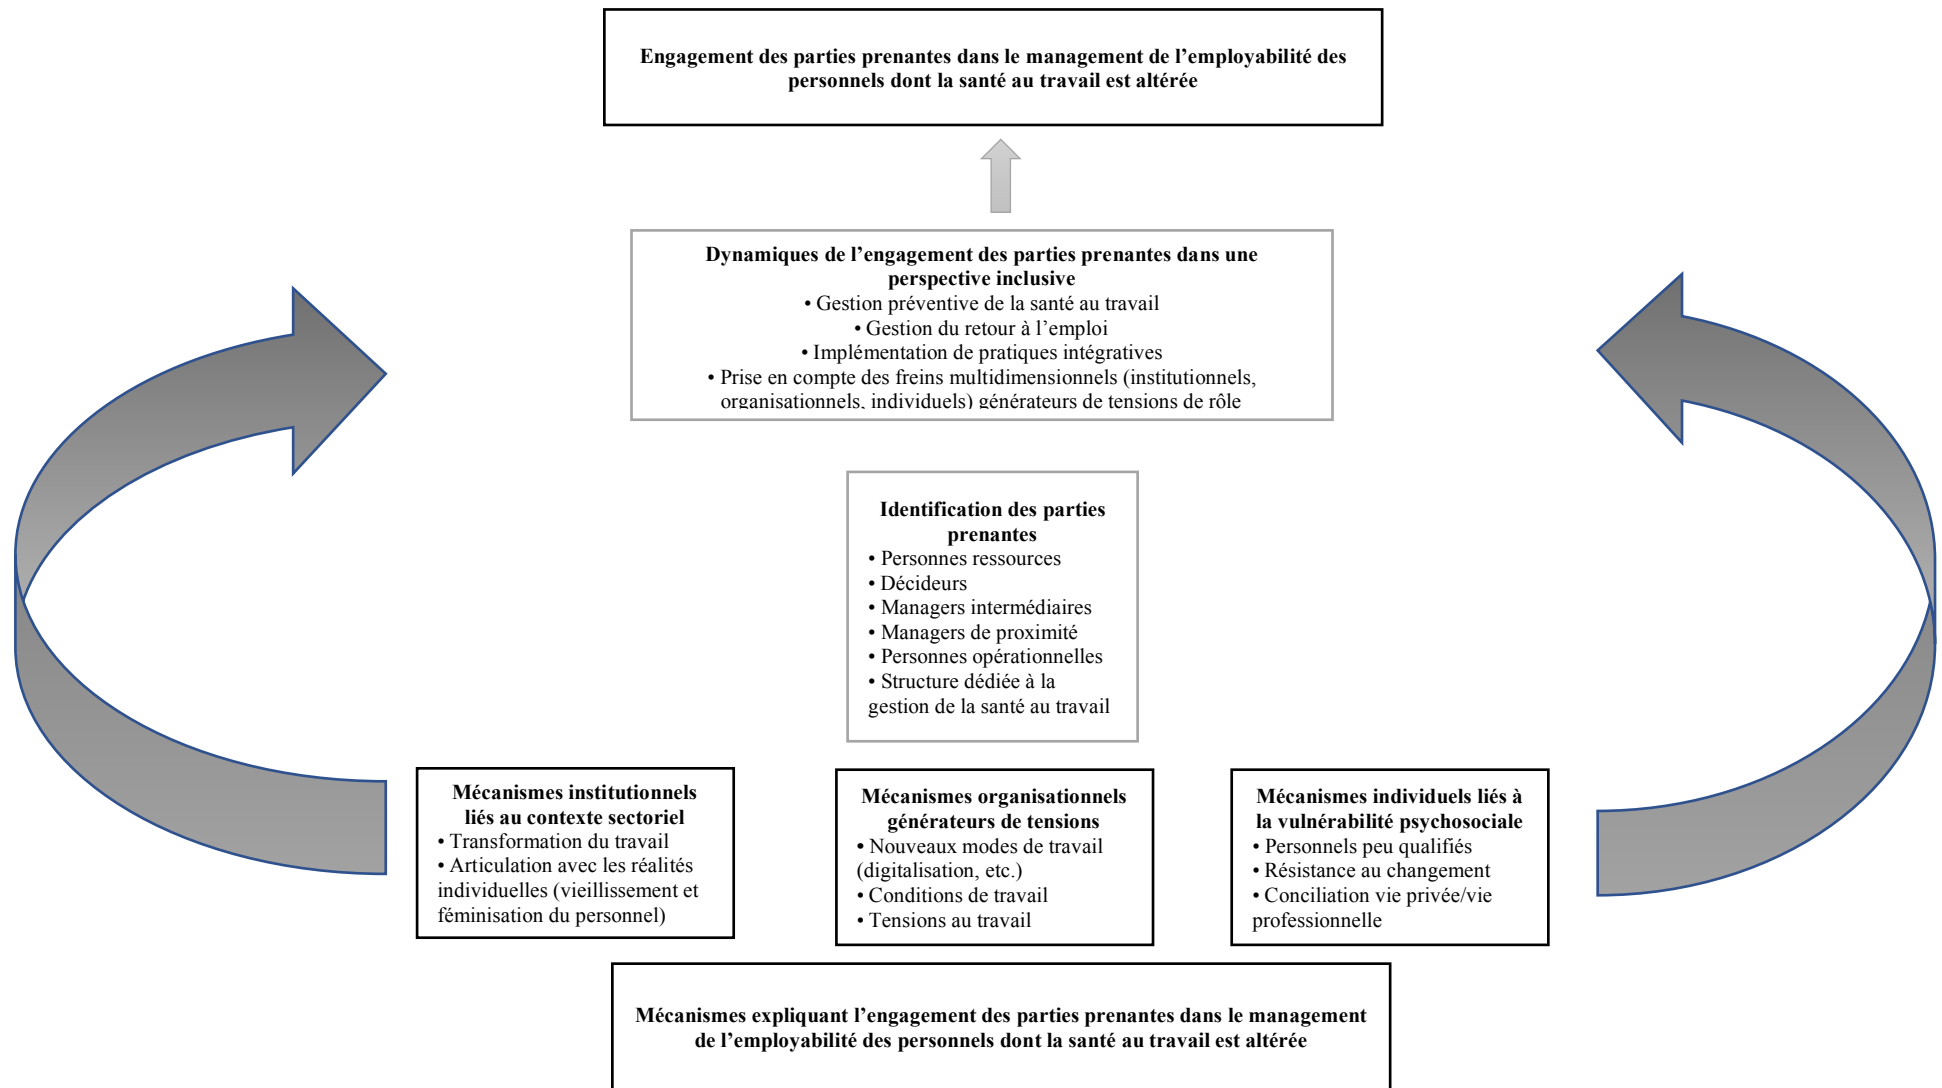 Engagement des parties prenantes dans le management de l’employabilité des
personnels dont la santé au travail est altérée
Dynamiques de l’engagement des parties prenantes dans une
perspective inclusive
• Gestion préventive de la santé au travail
• Gestion du retour à l’emploi
• Implémentation de pratiques intégratives
• Prise en compte des freins multidimensionnels (institutionnels,
organisationnels, individuels) générateurs de tensions de rôle
Identification des parties
prenantes
• Personnes ressources
• Décideurs
• Managers intermédiaires
• Managers de proximité
• Personnes opérationnelles
• Structure dédiée à la
gestion de la santé au travail
Mécanismes institutionnels
liés au contexte sectoriel
• Transformation du travail
• Articulation avec les réalités
individuelles (vieillissement et
féminisation du personnel)
Mécanismes organisationnels
générateurs de tensions
• Nouveaux modes de travail
(digitalisation, etc.)
• Conditions de travail
• Tensions au travail
Mécanismes individuels liés à
la vulnérabilité psychosociale
• Personnels peu qualifiés
• Résistance au changement
• Conciliation vie privée/vie
professionnelle
Mécanismes expliquant l’engagement des parties prenantes dans le management
de l’employabilité des personnels dont la santé au travail est altérée